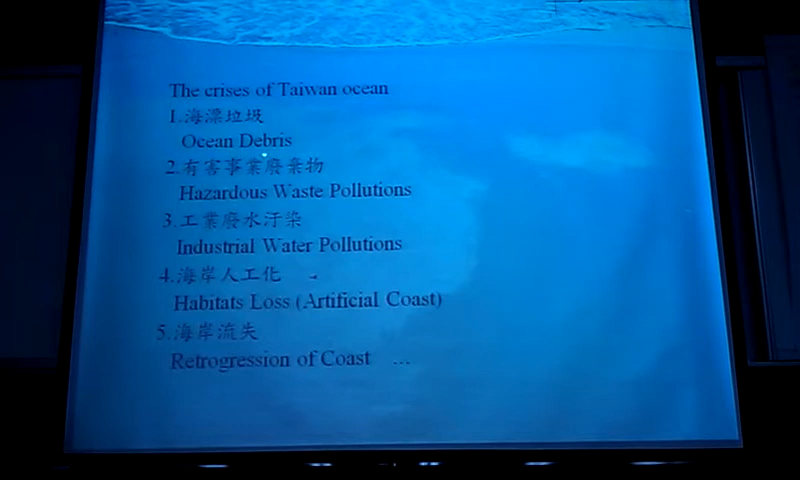 The crises of Taiwan ocean
1.海漂垃圾
Ocean Debris
2.有害事業廢棄物
Hazardous Waste Pollutions
3.工業廢水汙染
Industrial Water Pollutions
4.海岸人工化
Habitats Loss (Artificial Coast)
5.海岸流失
Retrogression of Coast ...